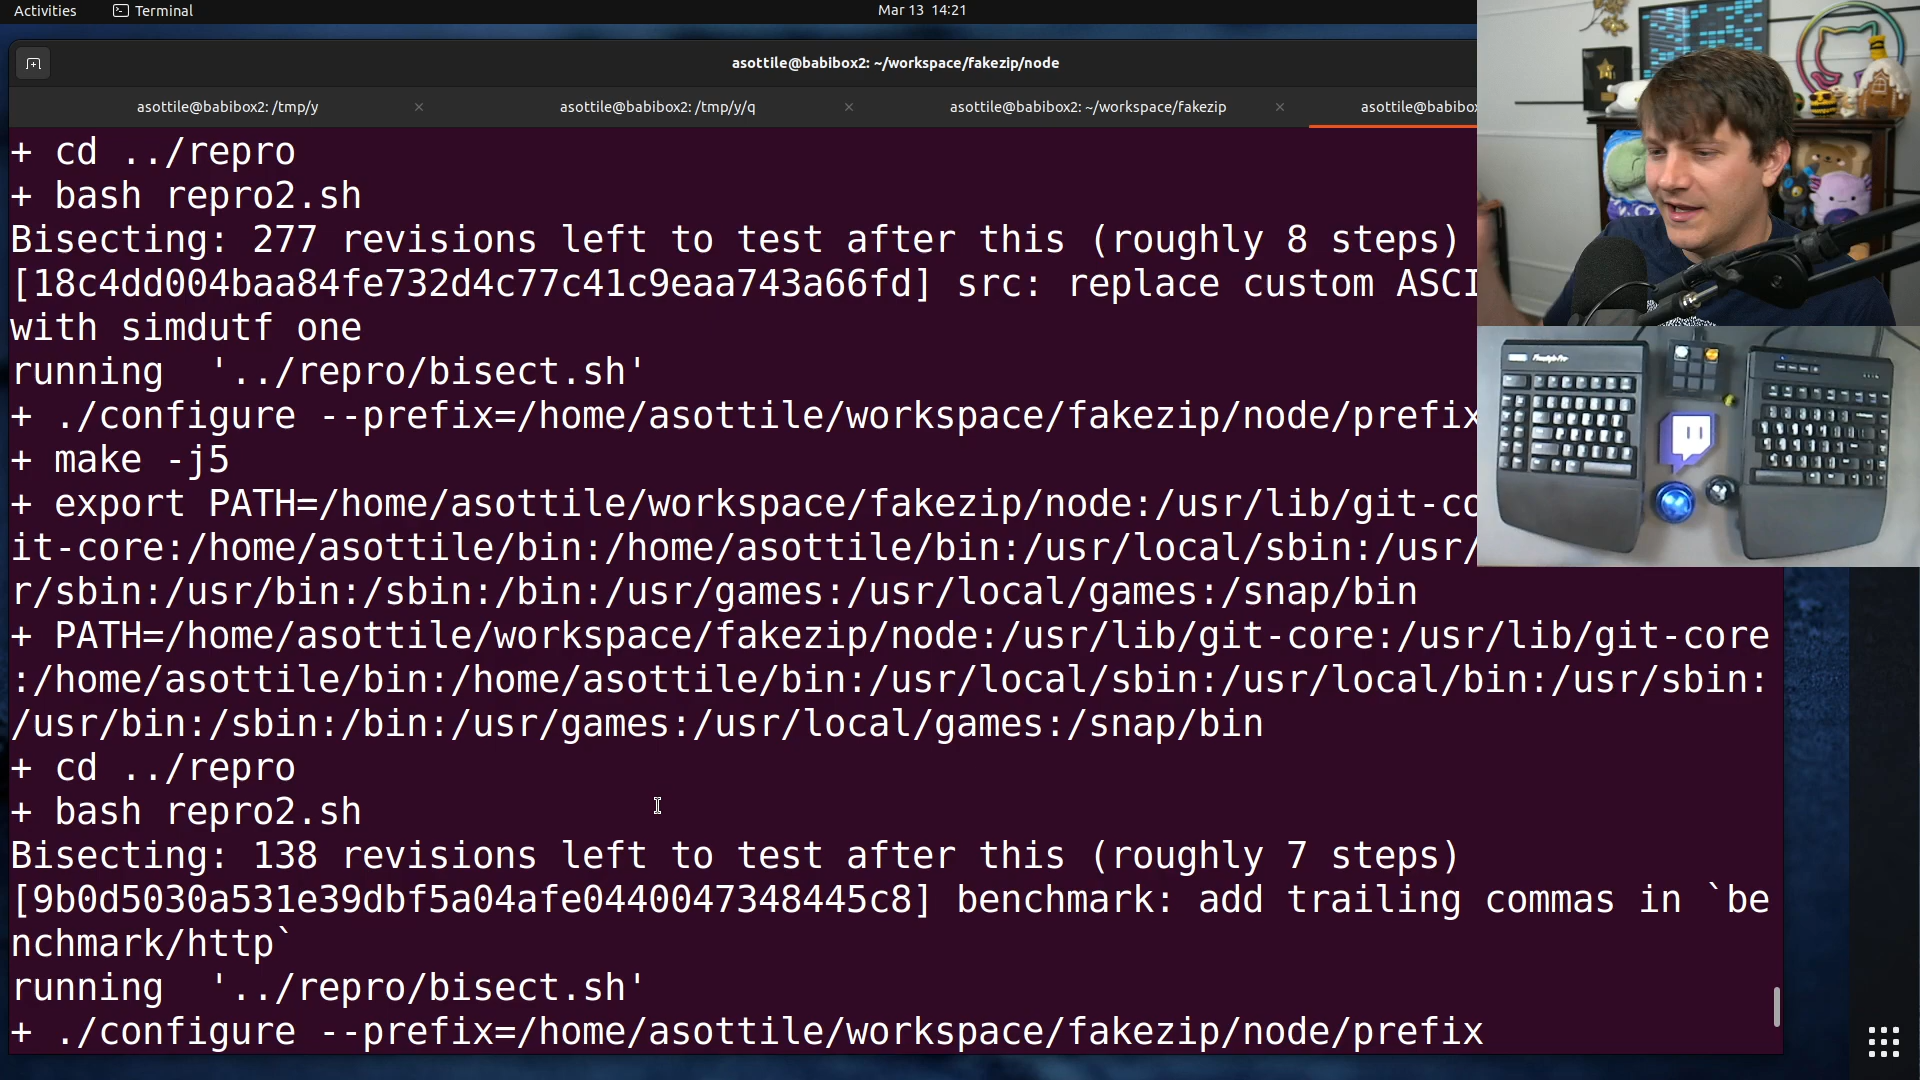 Activities
Terminal
Mar 13 14:21
asottile@babibox2: ~/workspace/fakezip/node
asottile@babibox2: /tmp/y
asottile@babibox2: /tmp/y/q
asottile@babibox2: ~/workspace/fakezip
asottile@babibox
+ cd ../repro
+ bash repro2.sh
Bisecting: 277 revisions left to test after this (roughly 8 steps)
[18c4dd004baa84fe732d4c77c41c9eaa743a66fd] src: replace custom ASCI
with simdutf one
running  '../repro/bisect.sh'
+ ./configure --prefix=/home/asottile/workspace/fakezip/node/prefix
+ make -j5
+ export PATH=/home/asottile/workspace/fakezip/node:/usr/lib/git-co
it-core:/home/asottile/bin:/home/asottile/bin:/usr/local/sbin:/usr/
r/sbin:/usr/bin:/sbin:/bin:/usr/games:/usr/local/games:/snap/bin
+ PATH=/home/asottile/workspace/fakezip/node:/usr/lib/git-core:/usr/lib/git-core
:/home/asottile/bin:/home/asottile/bin:/usr/local/sbin:/usr/local/bin:/usr/sbin:
/usr/bin:/sbin:/bin:/usr/games:/usr/local/games:/snap/bin
+ cd ../repro
+ bash repro2.sh
Bisecting: 138 revisions left to test after this (roughly 7 steps)
[9b0d5030a531e39dbf5a04afe0440047348445c8] benchmark: add trailing commas in `be
nchmark/http`
running  '../repro/bisect.sh'
+ ./configure --prefix=/home/asottile/workspace/fakezip/node/prefix